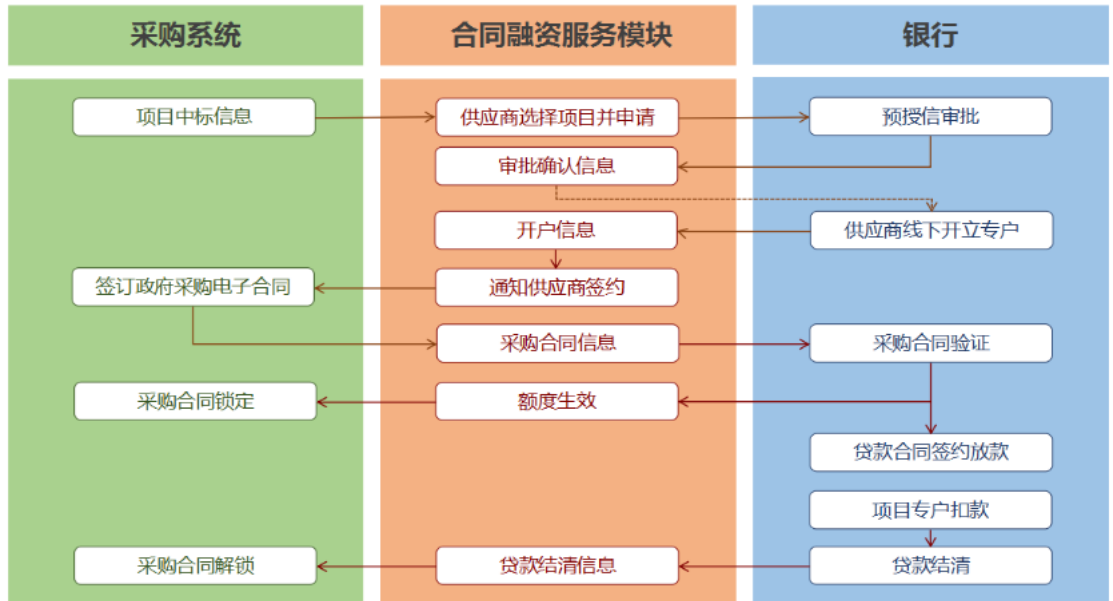 采购系统
合同融资服务模块
银行
项目中标信息
供应商选择项目并申请
预授信审批
审批确认信息
开户信息
供应商线下开立专户
签订政府采购电子合同
通知供应商签约
采购合同信息
采购合同验证
采购合同锁定
额度生效
贷款合同签约放款
项目专户扣款
采购合同解锁
贷款结清信息
贷款结清